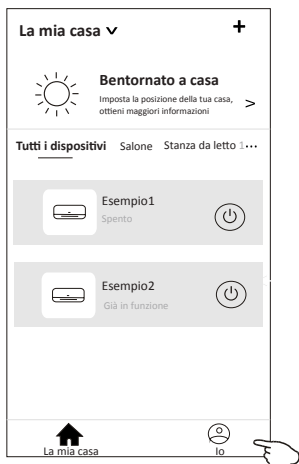 La mia casa
Bentornato a casa
Imposta la posizione della tua casa,
ottieni maggiori informazioni
Tutti i dispositivi Salone Stanza da letto 1...
Esempio1
Spento
Esempio2
Già in funzione
La mia casa Io